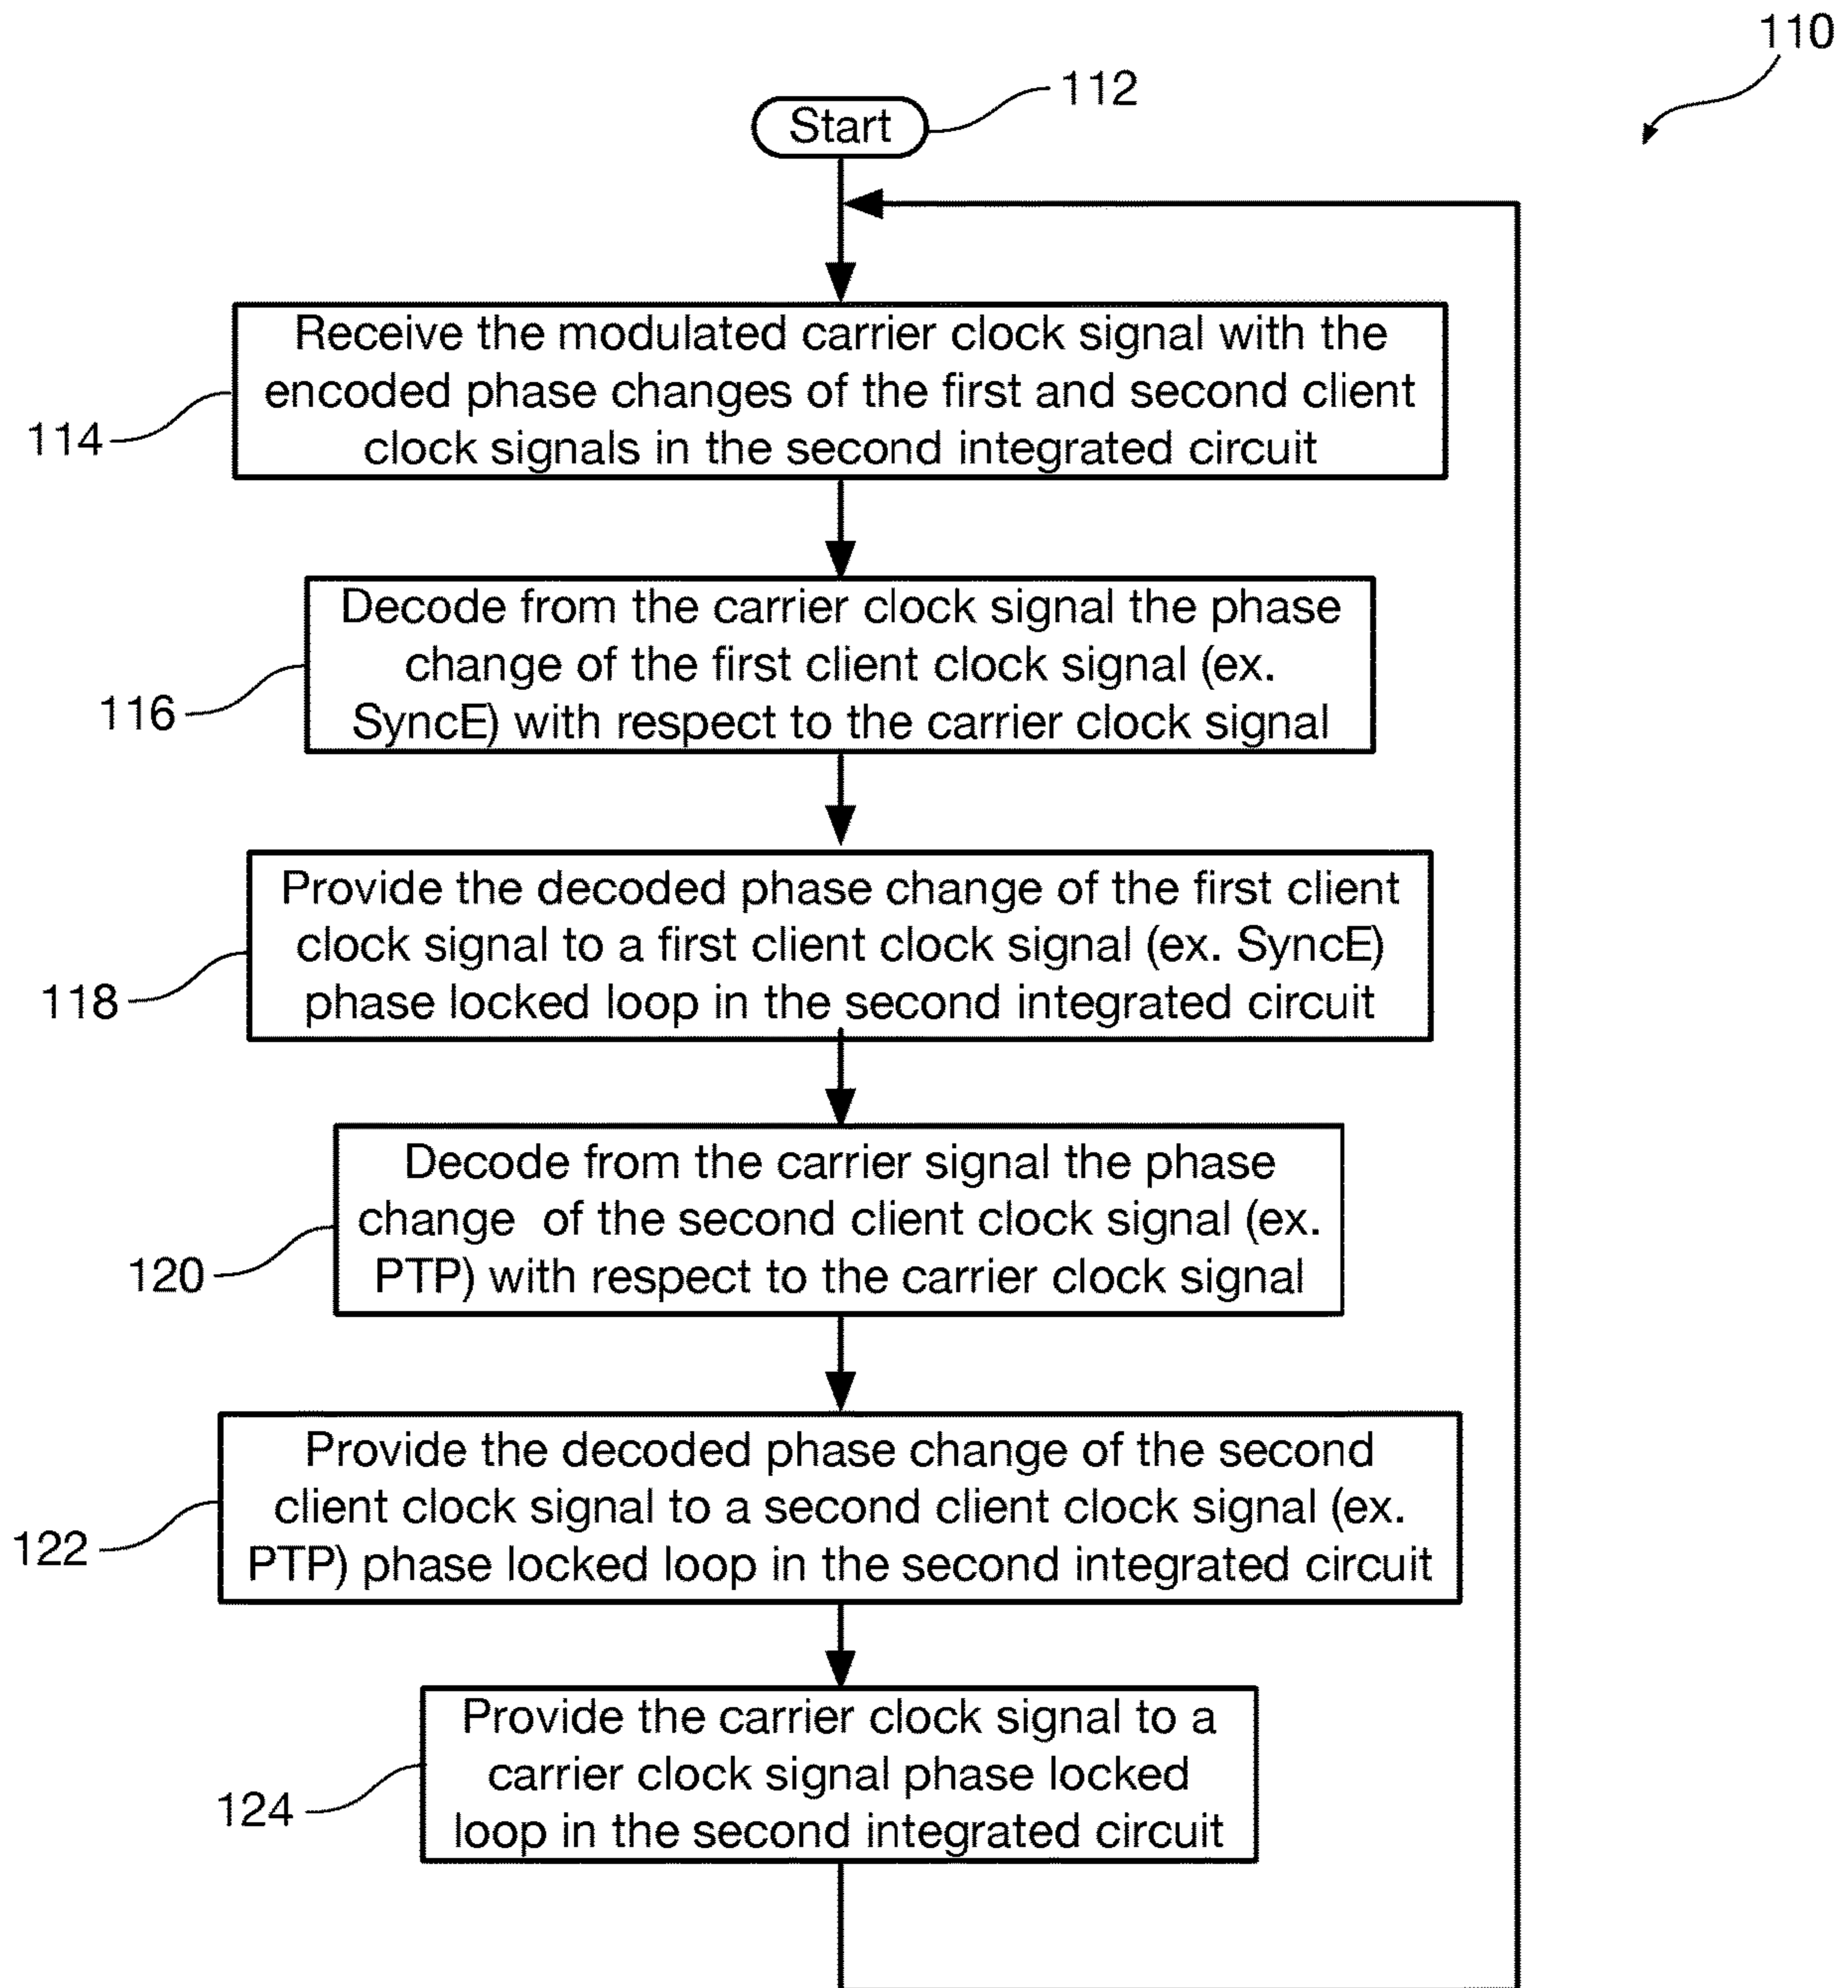 110
112
Start
Receive the modulated carrier clock signal with the
encoded phase changes of the first and second client
clock signals in the second integrated circuit
114
Decode from the carrier clock signal the phase
change of the first client clock signal (ex.
SyncE) with respect to the carrier clock signal
116
Provide the decoded phase change of the first client
clock signal to a first client clock signal (ex. SyncE)
phase locked loop in the second integrated circuit
118
Decode from the carrier signal the phase
change of the second client clock signal (ex.
PTP) with respect to the carrier clock signal
120
Provide the decoded phase change of the second
client clock signal to a second client clock signal (ex.
PTP) phase locked loop in the second integrated circuit
122
Provide the carrier clock signal to a
carrier clock signal phase locked
loop in the second integrated circuit
124